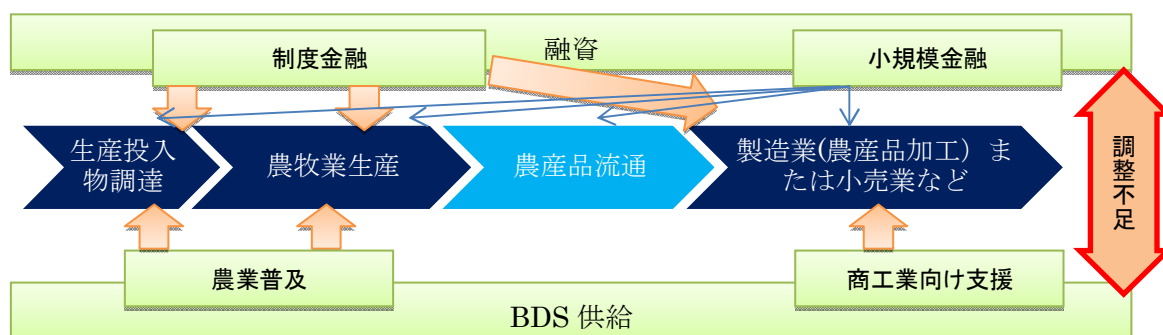 融資
制度金融
小規模金融
生産投入
物調達
農牧業生産
農産品流通
製造業(農産品加工）ま
たは小売業など
調整不足
農業普及
商工業向け支援
BDS 供給